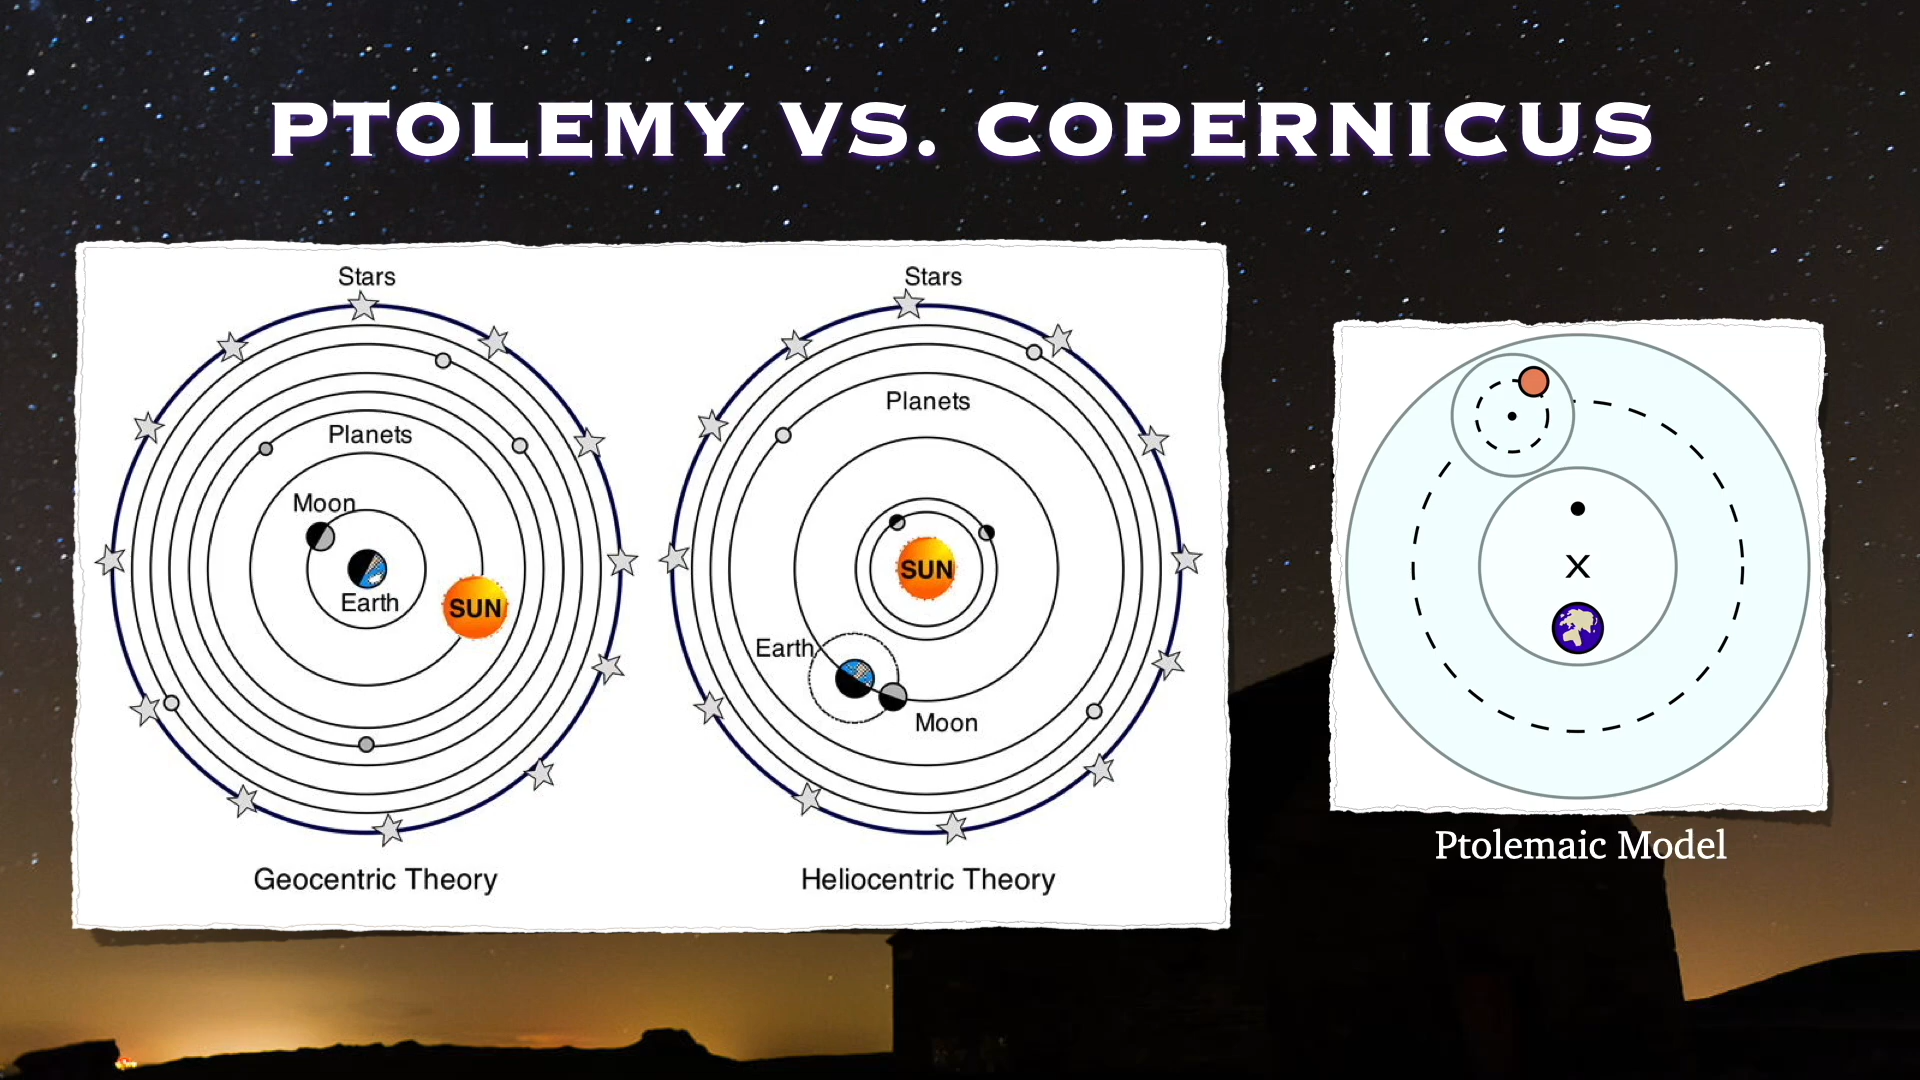 PTOLEMY VS. COPERNICUS
Stars
Planets
Moon
Earth
SUN
Geocentric Theory
Stars
Planets
SUN
Earth
Moon
Heliocentric Theory
X
Ptolemaic Model